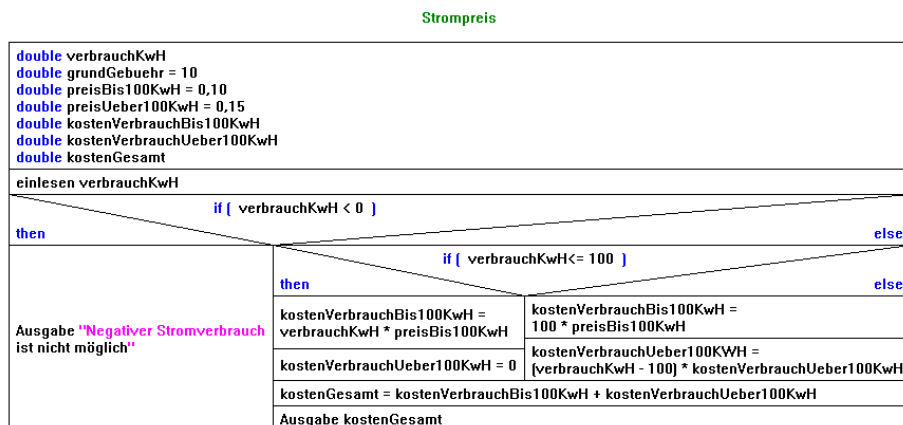 Strompreis
double verbrauchKwH
double grundGebuehr = 10
double preisBis100KwH = 0,10
double preisUeber100KwH = 0,15
double kostenVerbrauchBis100KwH
double kostenVerbrauchUeber100KwH
double kostenGesamt
einlesen verbrauchKwH
if ( verbrauchKwH < 0 )
then
else
Ausgabe "Negativer Stromverbrauch
ist nicht möglich"
if ( verbrauchKwH<= 100 )
then
else
kostenVerbrauchBis100KwH =
verbrauchKwH * preisBis100KwH
kostenVerbrauchUeber100KwH = 0
kostenVerbrauchBis100KwH =
100 * preisBis100KwH
kostenVerbrauchUeber100KWH =
(verbrauchKwH - 100) * kostenVerbrauchUeber100KwH
kostenGesamt = kostenVerbrauchBis100KwH + kostenVerbrauchUeber100KwH
Ausgabe kostenGesamt